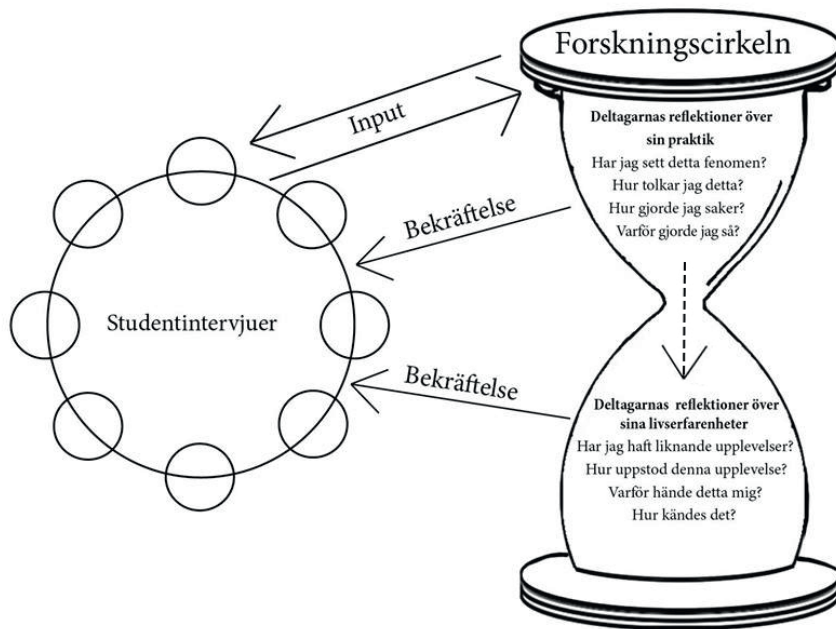 Forskningscirkeln
Input
Deltagarnas reflektioner över
sin praktik
Har jag sett detta fenomen?
Hur tolkar jag detta?
Hur gjorde jag saker?
Varför gjorde jag så?
Bekräftelse
Studentintervjuer
Bekräftelse
Deltagarnas reflektioner över
sina livserfarenheter
Har jag haft liknande upplevelser?
Hur uppstod denna upplevelse?
Varför hände detta mig?
Hur kändes det?